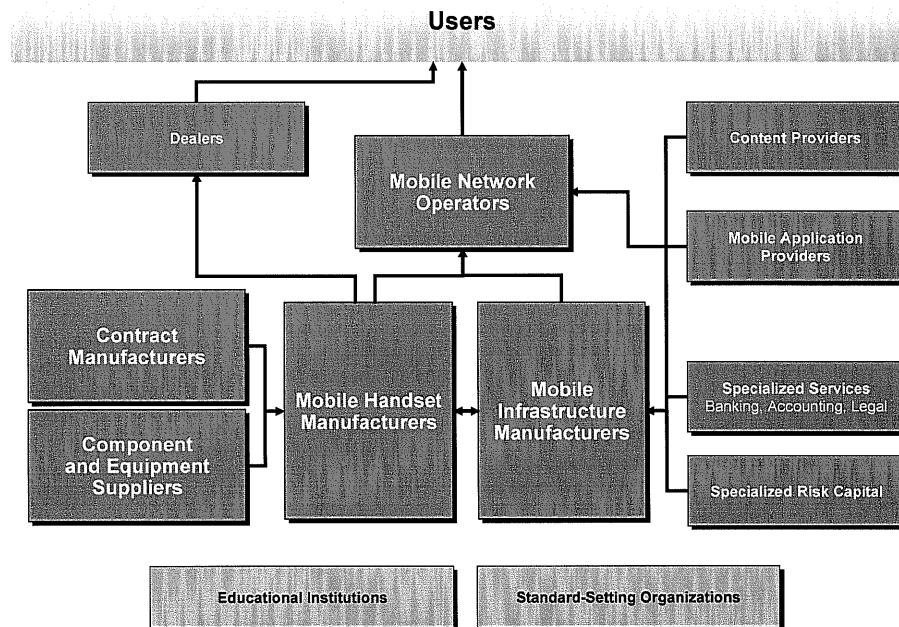 Users
Dealers
Content Providers
Mobile Network
Operators
Mobile Application
Providers
Contract
Manufacturers
Mobile Handset
Manufacturers
Mobile
Infrastructure
Manufacturers
Specialized Services
Banking, Accounting, Legal
Component
and Equipment
Suppliers
Specialized Risk Capital
Educational Institutions
Standard-Setting Organizations